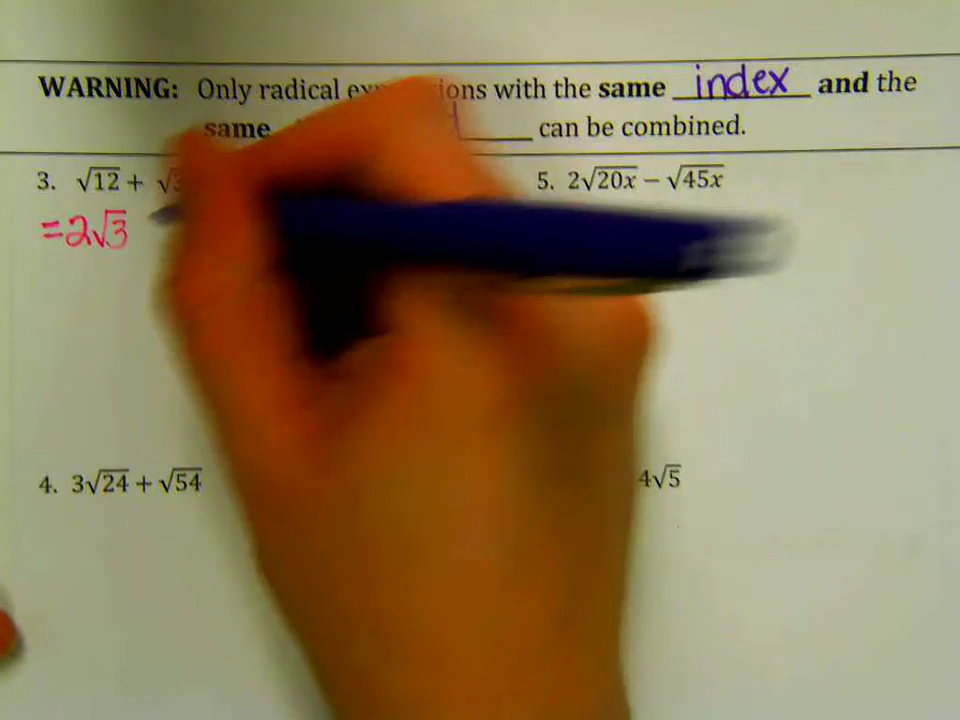 WARNING: Only radical with the same index and the
same can be combined.
3. √12 +
5. 2√20x − √45x
=2√3
4. 3√24 + √54
4√5